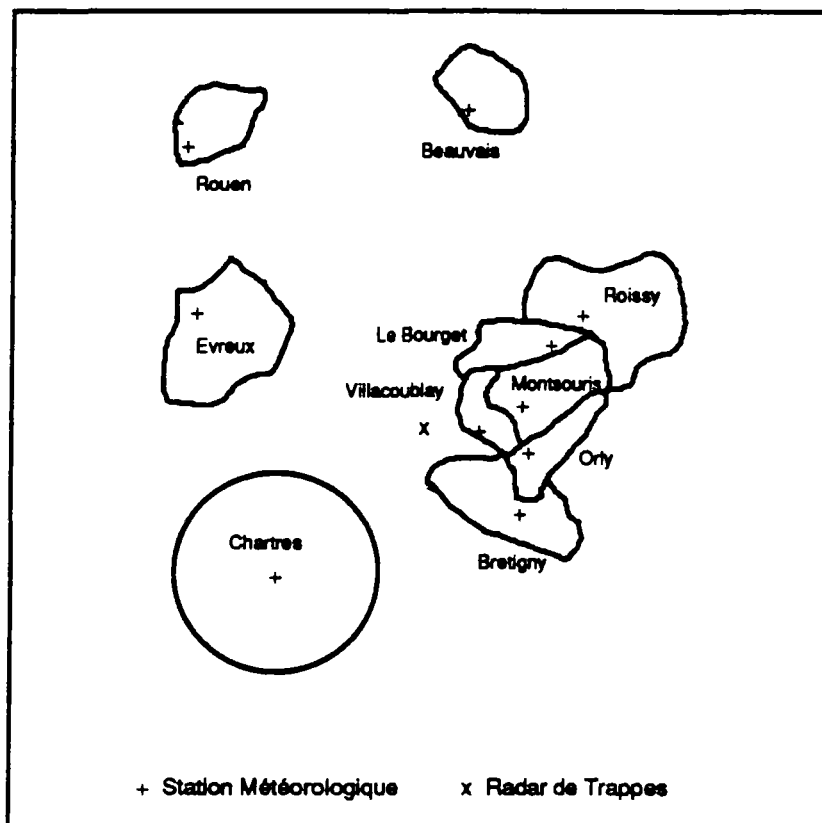 Beauvais
Rouen
Roissy
Le Bourget
Evreux
Montsouris
Villacoublay
x
Orly
Chartres
Bretigny
+ Station Météorologique
x Radar de Trappes